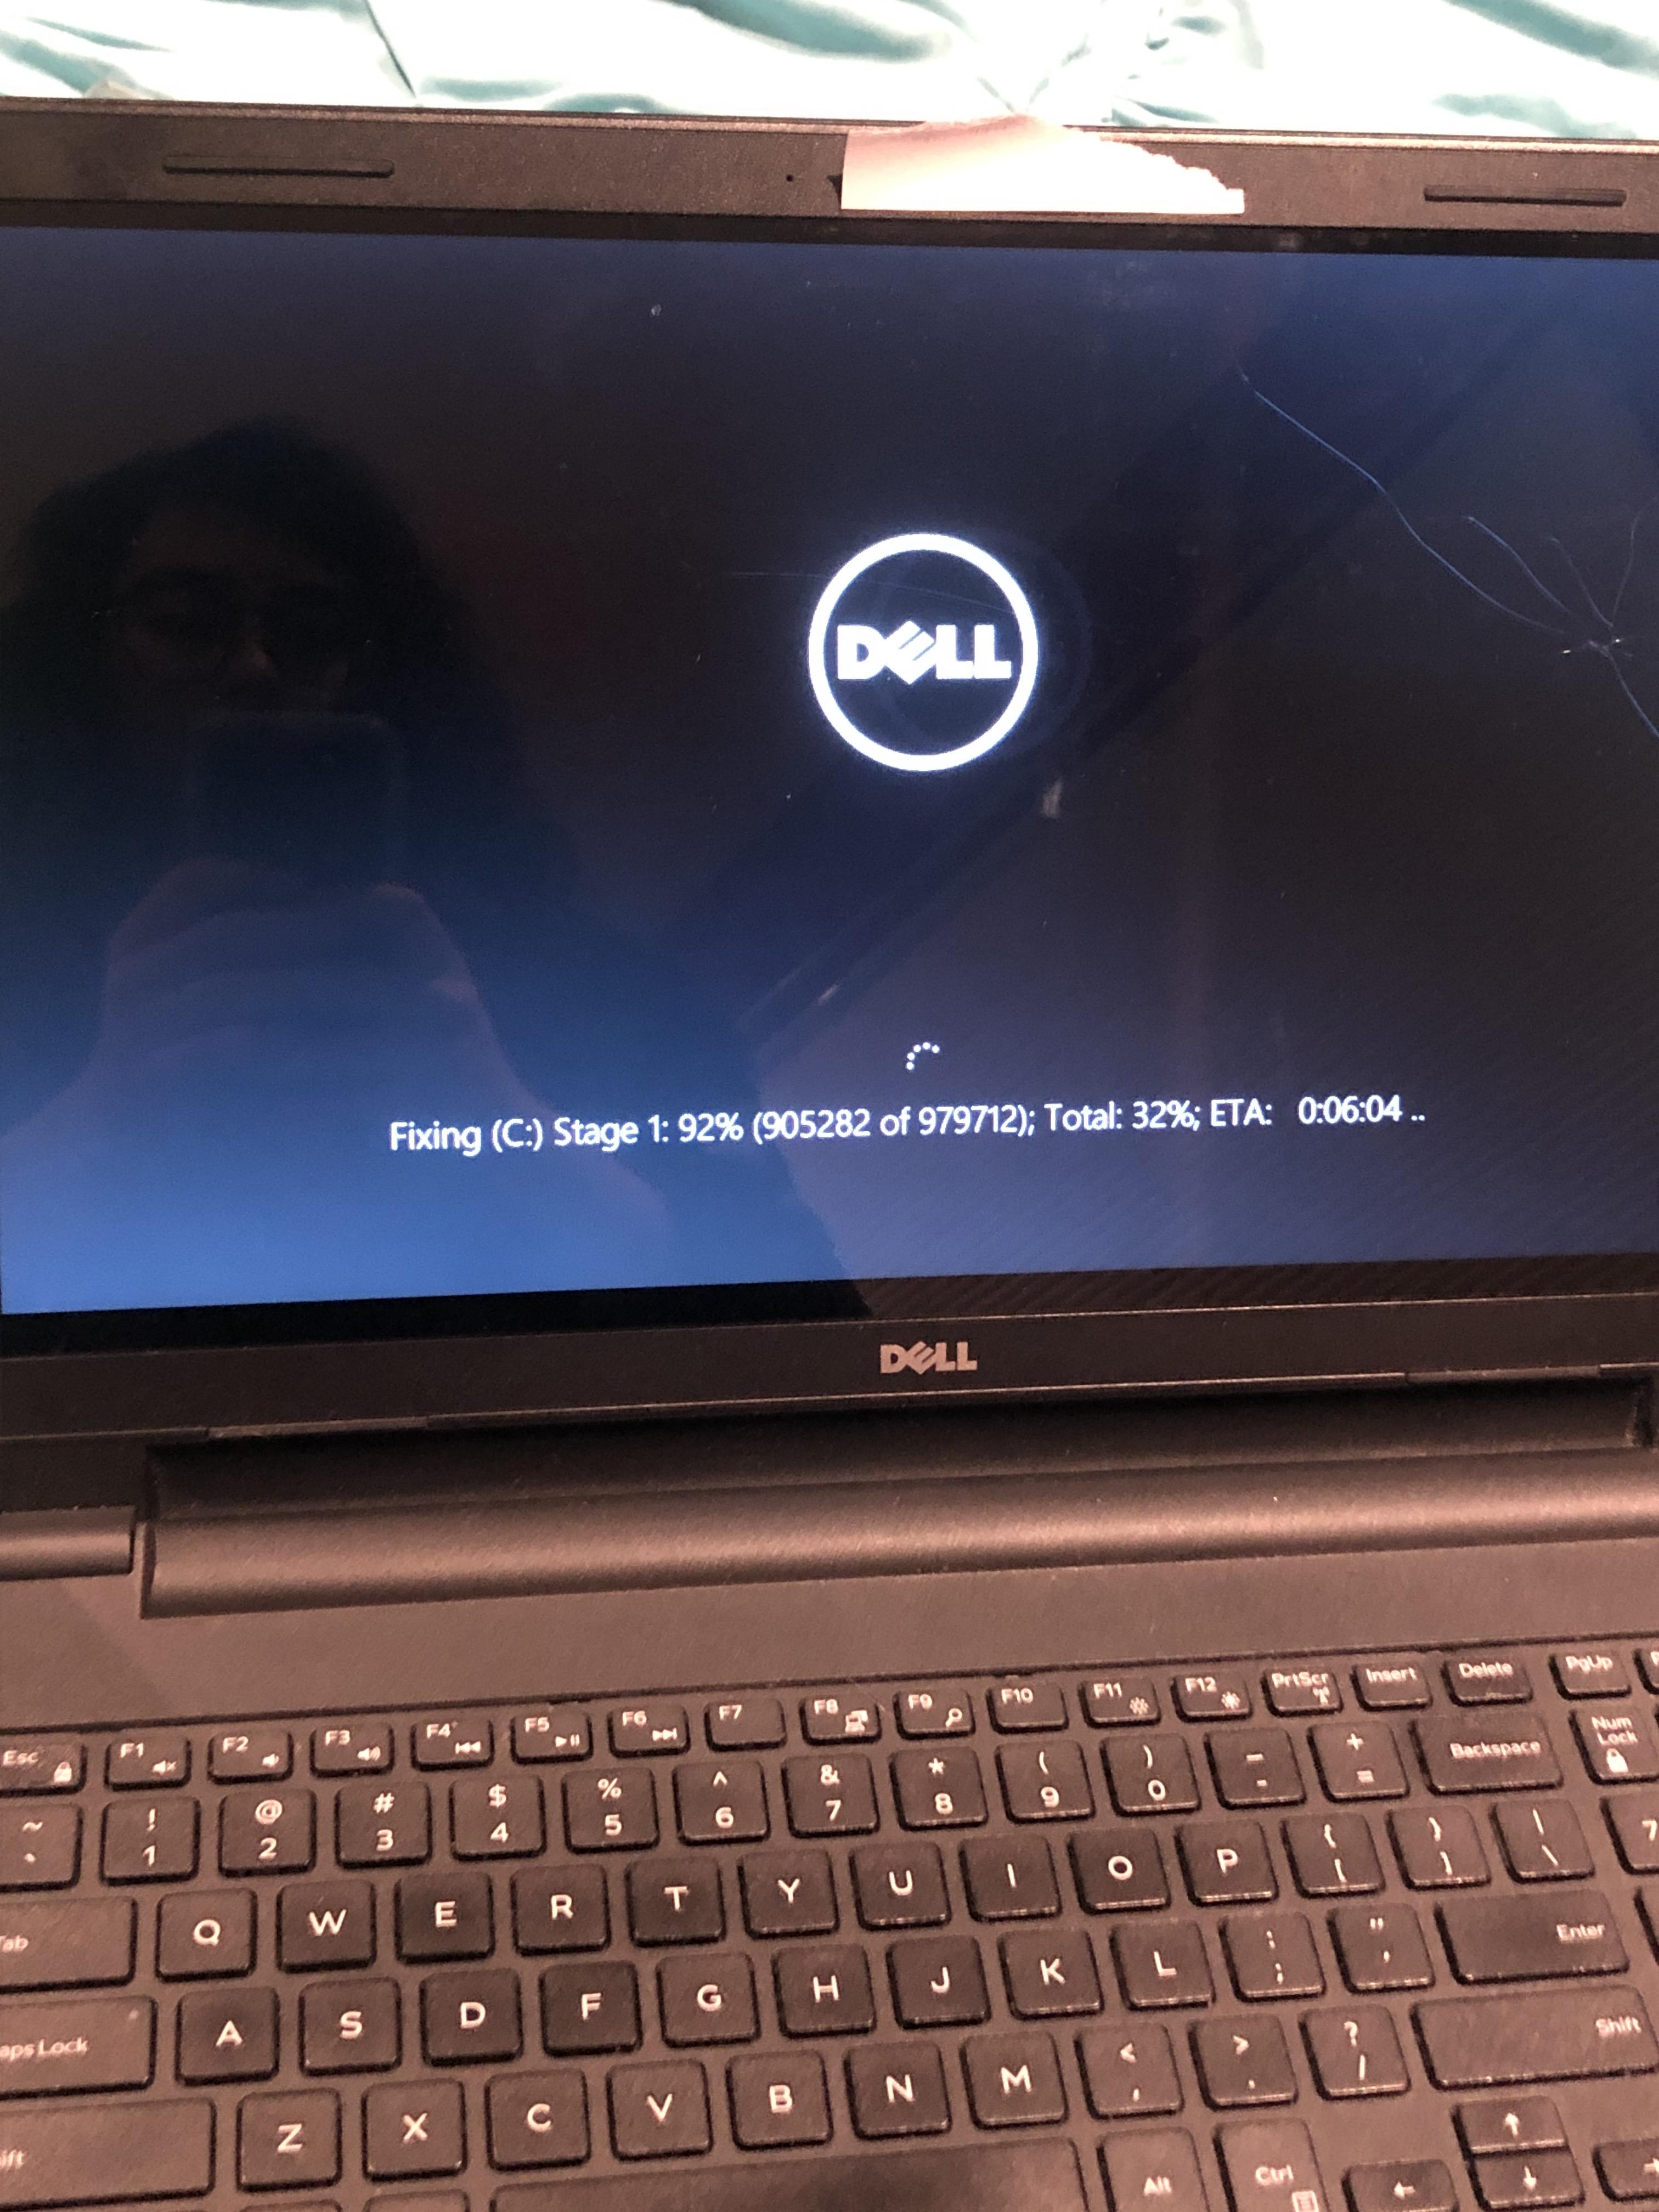 DELL
Fixing (C:) Stage 1: 92% (905282 of 979712); Total: 32%; ETA:   0:06:04 ..
DELL
Esc F1 F2 F3 F4 F5 F6 F7 F8 F9 F10 F11 F12 PrtScr Insert Delete PgUp
~ ` ! 1 @ 2 # 3 $ 4 % 5 ^ 6 & 7 * 8 ( 9 ) 0 _ - + = Backspace Num Lock
Q W E R T Y U I O P { [ } ] | \ 7
A S D F G H J K L : ; " ' Enter
Z X C V B N M < , > . ? / Shift
Alt Ctrl